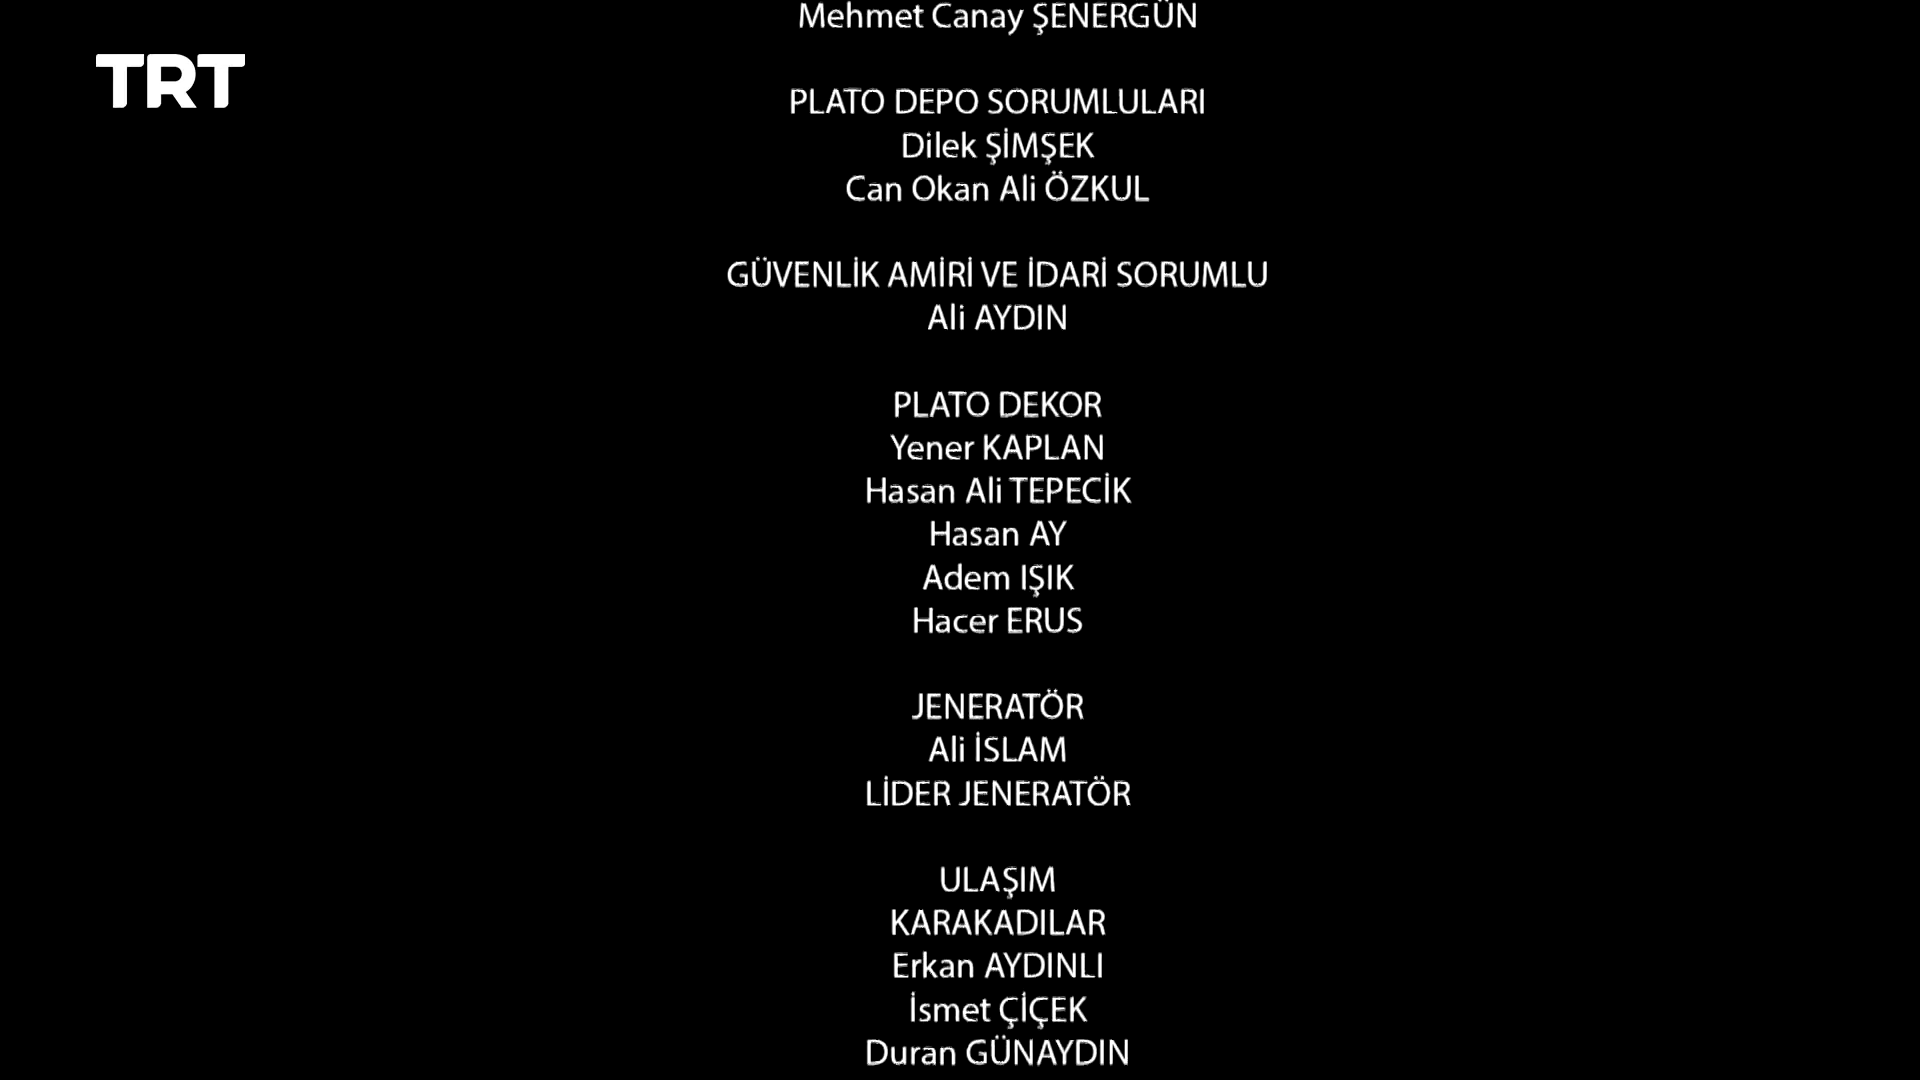 Mehmet Canay ŞENERGÜN
TRT
PLATO DEPO SORUMLULARI
Dilek ŞİMŞEK
Can Okan Ali ÖZKUL
GÜVENLİK AMİRİ VE İDARİ SORUMLU
Ali AYDIN
PLATO DEKOR
Yener KAPLAN
Hasan Ali TEPECİK
Hasan AY
Adem IŞIK
Hacer ERUS
JENERATÖR
Ali İSLAM
LİDER JENERATÖR
ULAŞIM
KARAKADILAR
Erkan AYDINLI
İsmet ÇİÇEK
Duran GÜNAYDIN